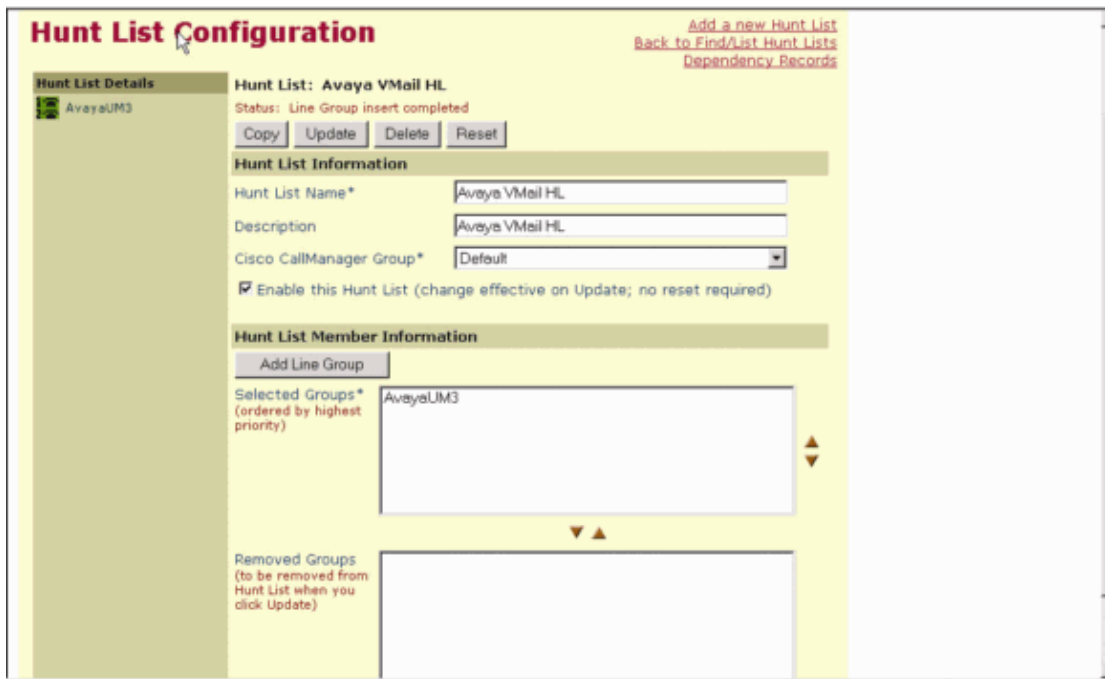 Hunt List Configuration
Add a new Hunt List
Back to Find/List Hunt Lists
Dependency Records
Hunt List Details
AvayaUM3
Hunt List: Avaya VMail HL
Status: Line Group insert completed
Copy Update Delete Reset
Hunt List Information
Hunt List Name* Avaya VMail HL
Description Avaya VMail HL
Cisco CallManager Group* Default
Enable this Hunt List (change effective on Update; no reset required)
Hunt List Member Information
Add Line Group
Selected Groups* AvayaUM3
(ordered by highest
priority)
Removed Groups
(to be removed from
Hunt List when you
click Update)